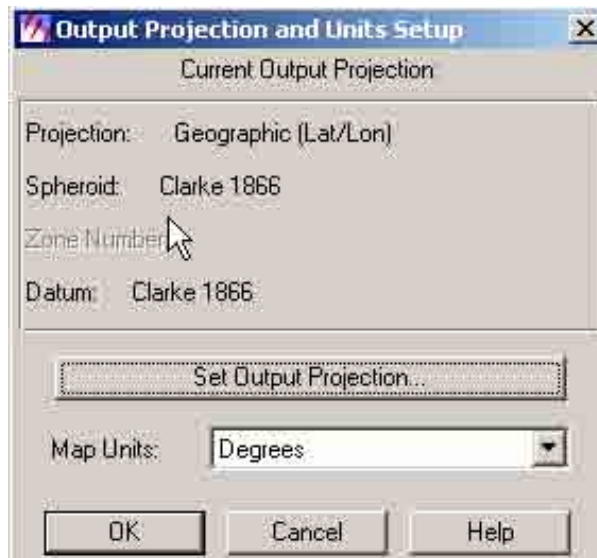 Output Projection and Units Setup
Current Output Projection
Projection: Geographic (Lat/Lon)
Spheroid: Clarke 1866
Zone Number
Datum: Clarke 1866
Set Output Projection...
Map Units: Degrees
OK Cancel Help